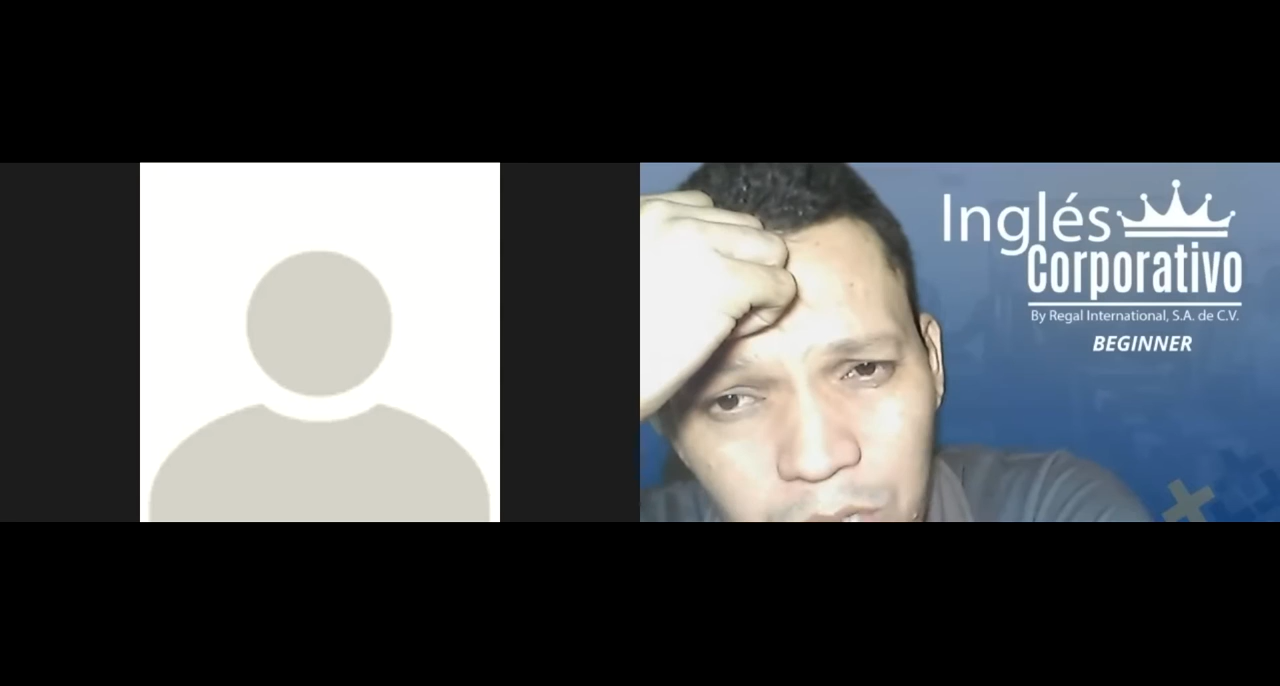 Inglés
Corporativo
By Regal International, S.A. de C.V.
BEGINNER